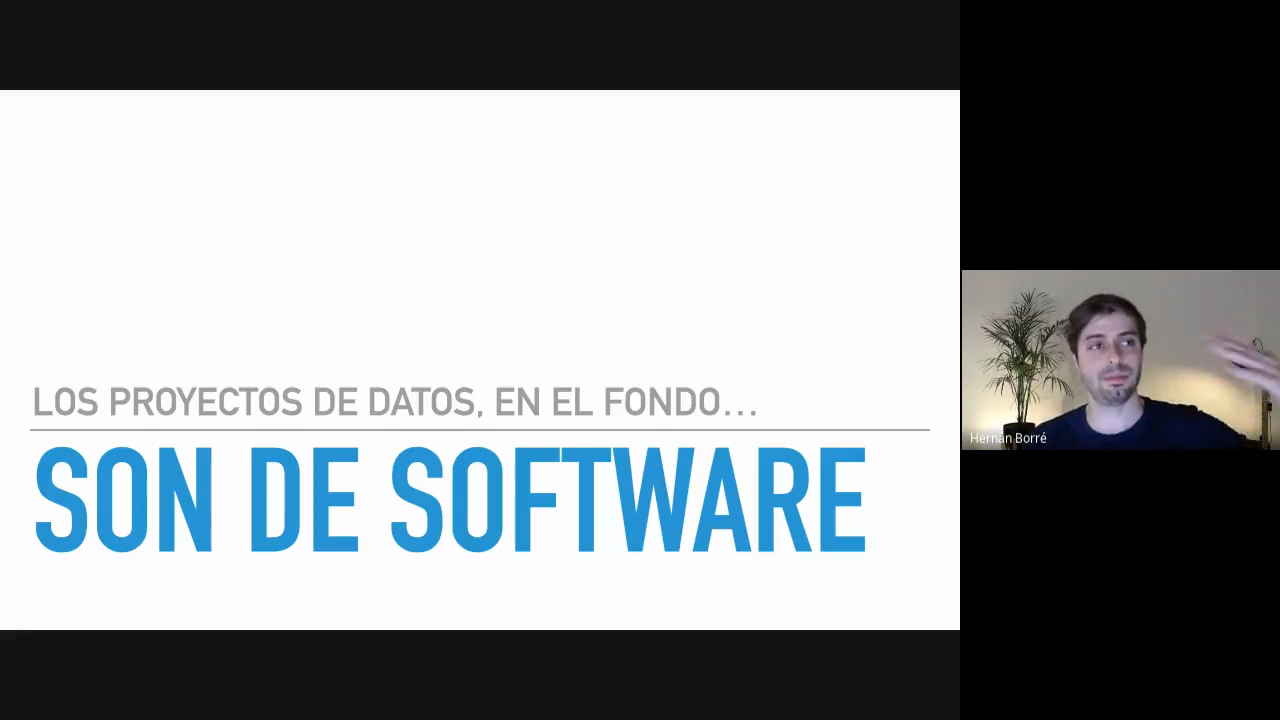 LOS PROYECTOS DE DATOS, EN EL FONDO...
SON DE SOFTWARE
Hernán Borré